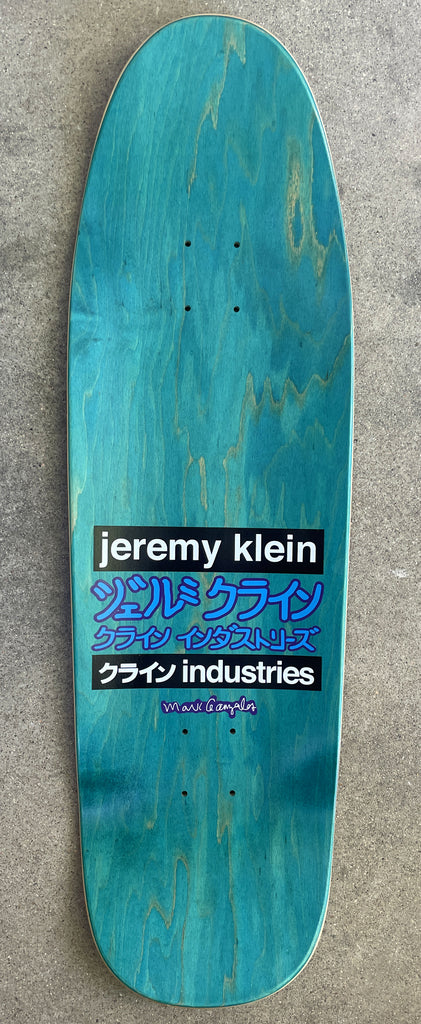 jeremy klein
ヅェルミ クライン
クライン インダストリーズ
クライン industries
Mark Gonzales